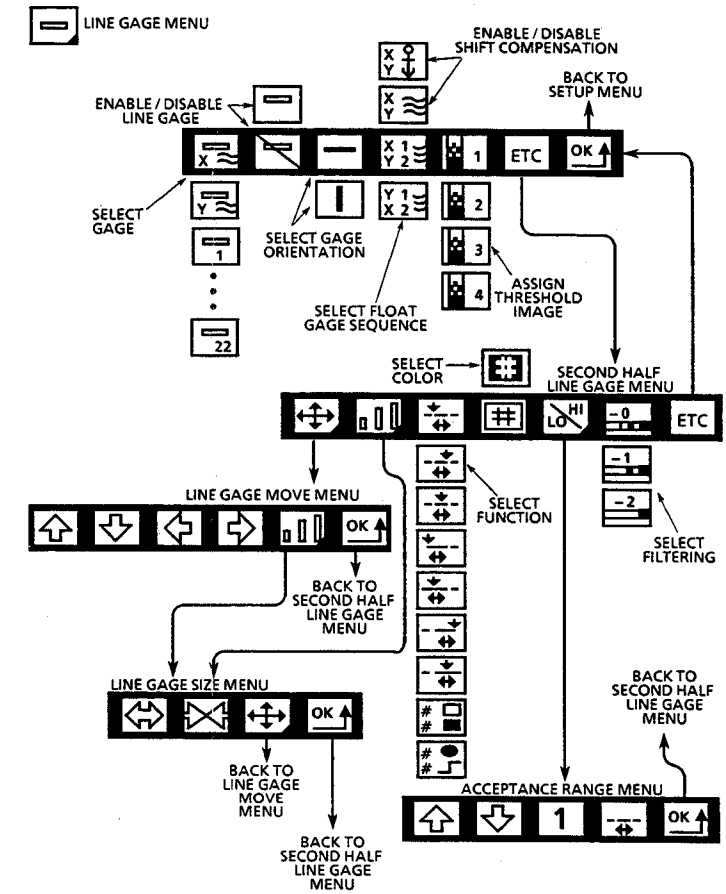 LINE GAGE MENU
ENABLE / DISABLE
SHIFT COMPENSATION
X
Y
X
Y
BACK TO
SETUP MENU
ENABLE / DISABLE
LINE GAGE
X
X 1
Y 2
1
ETC
OK
SELECT
GAGE
Y
1
22
SELECT GAGE
ORIENTATION
Y 1
X 2
SELECT FLOAT
GAGE SEQUENCE
2
3
4
ASSIGN
THRESHOLD
IMAGE
SELECT
COLOR
SECOND HALF
LINE GAGE MENU
#
LO HI
-0
ETC
-1
-2
SELECT
FILTERING
SELECT
FUNCTION
#
#
#
#
LINE GAGE MOVE MENU
OK
BACK TO
SECOND HALF
LINE GAGE
MENU
LINE GAGE SIZE MENU
OK
BACK TO
LINE GAGE
MOVE
MENU
BACK TO
SECOND HALF
LINE GAGE
MENU
BACK TO
SECOND HALF
LINE GAGE
MENU
ACCEPTANCE RANGE MENU
1
OK